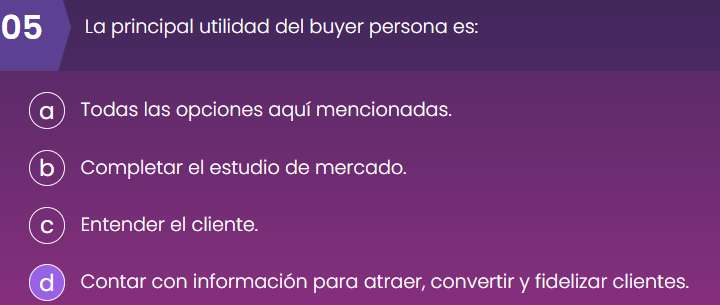 05 La principal utilidad del buyer persona es:
a Todas las opciones aquí mencionadas.
b Completar el estudio de mercado.
c Entender el cliente.
d Contar con información para atraer, convertir y fidelizar clientes.